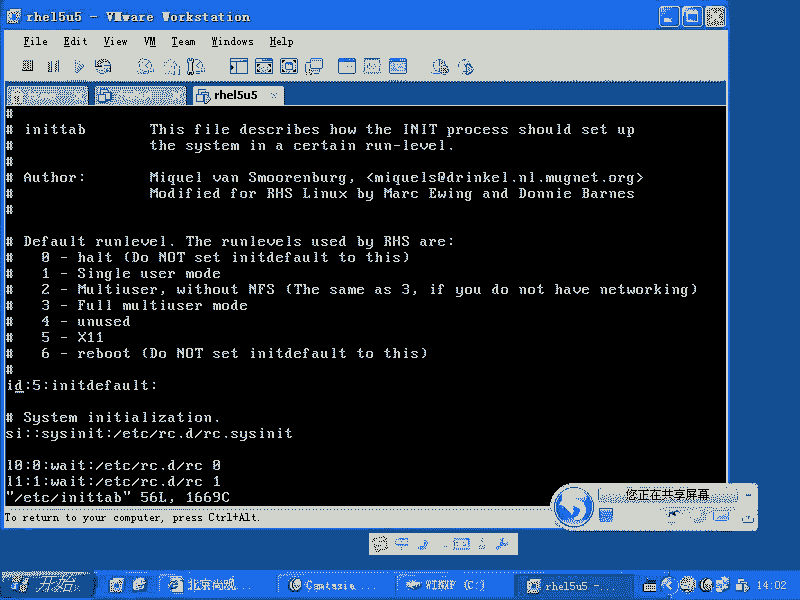 rhel5u5 - VMware Workstation
File Edit View VM Team Windows Help
rhel5u5 ×
#
# inittab This file describes how the INIT process should set up
# the system in a certain run-level.
#
# Author: Miquel van Smoorenburg, <miquels@drinkel.nl.mugnet.org>
# Modified for RHS Linux by Marc Ewing and Donnie Barnes
#
# Default runlevel. The runlevels used by RHS are:
# 0 - halt (Do NOT set initdefault to this)
# 1 - Single user mode
# 2 - Multiuser, without NFS (The same as 3, if you do not have networking)
# 3 - Full multiuser mode
# 4 - unused
# 5 - X11
# 6 - reboot (Do NOT set initdefault to this)
#
id:5:initdefault:
# System initialization.
si::sysinit:/etc/rc.d/rc.sysinit
l0:0:wait:/etc/rc.d/rc 0
l1:1:wait:/etc/rc.d/rc 1
"/etc/inittab" 56L, 1669C
您正在共享屏幕
To return to your computer, press Ctrl+Alt.
开始 北京尚观... Camtasia... (C:) rhel5u5 -... 14:02